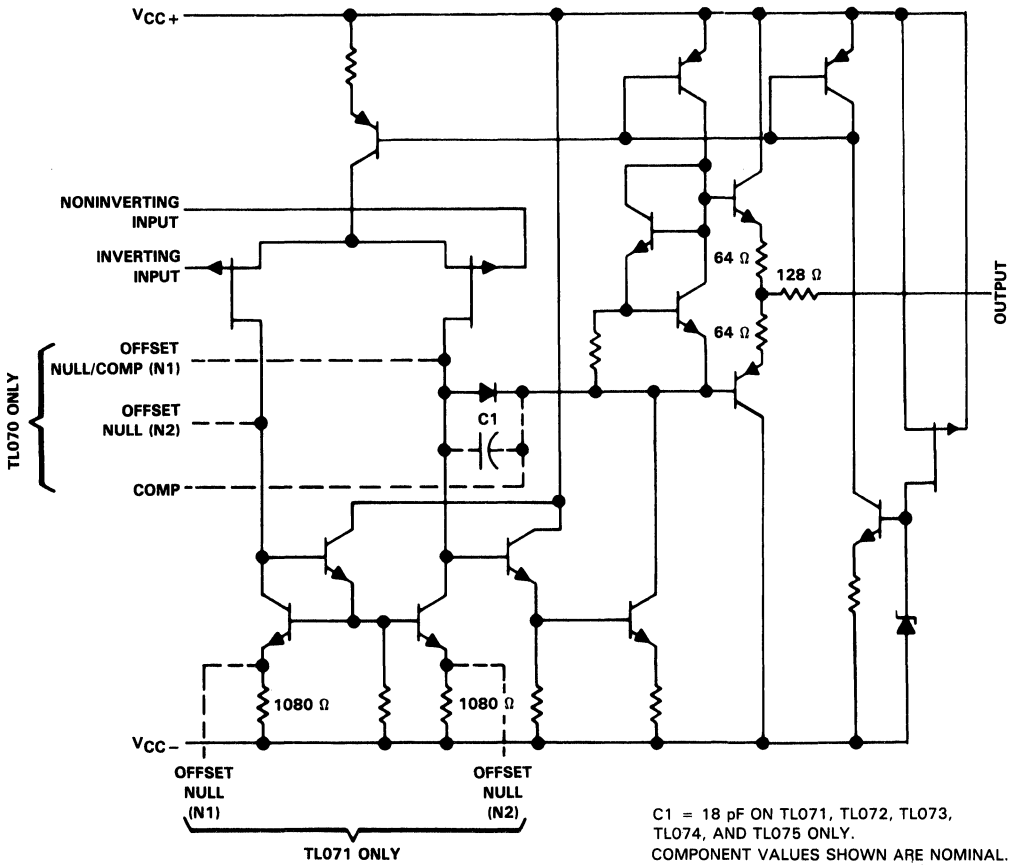 VCC+
NONINVERTING
INPUT
INVERTING
INPUT
64 Ω
128 Ω
OUTPUT
64 Ω
TL070 ONLY
OFFSET
NULL/COMP (N1)
OFFSET
NULL (N2)
C1
COMP
1080 Ω
1080 Ω
VCC−
OFFSET
NULL
(N1)
OFFSET
NULL
(N2)
TL071 ONLY
C1 = 18 pF ON TL071, TL072, TL073,
TL074, AND TL075 ONLY.
COMPONENT VALUES SHOWN ARE NOMINAL.